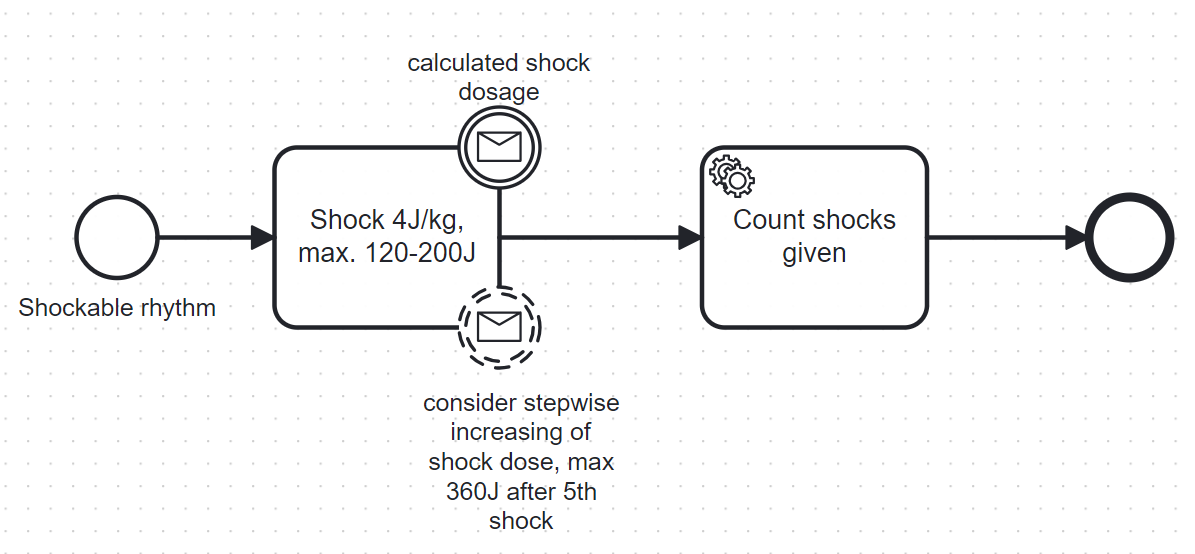 calculated shock
dosage
Shockable rhythm
Shock 4J/kg,
max. 120-200J
consider stepwise
increasing of
shock dose, max
360J after 5th
shock
Count shocks
given